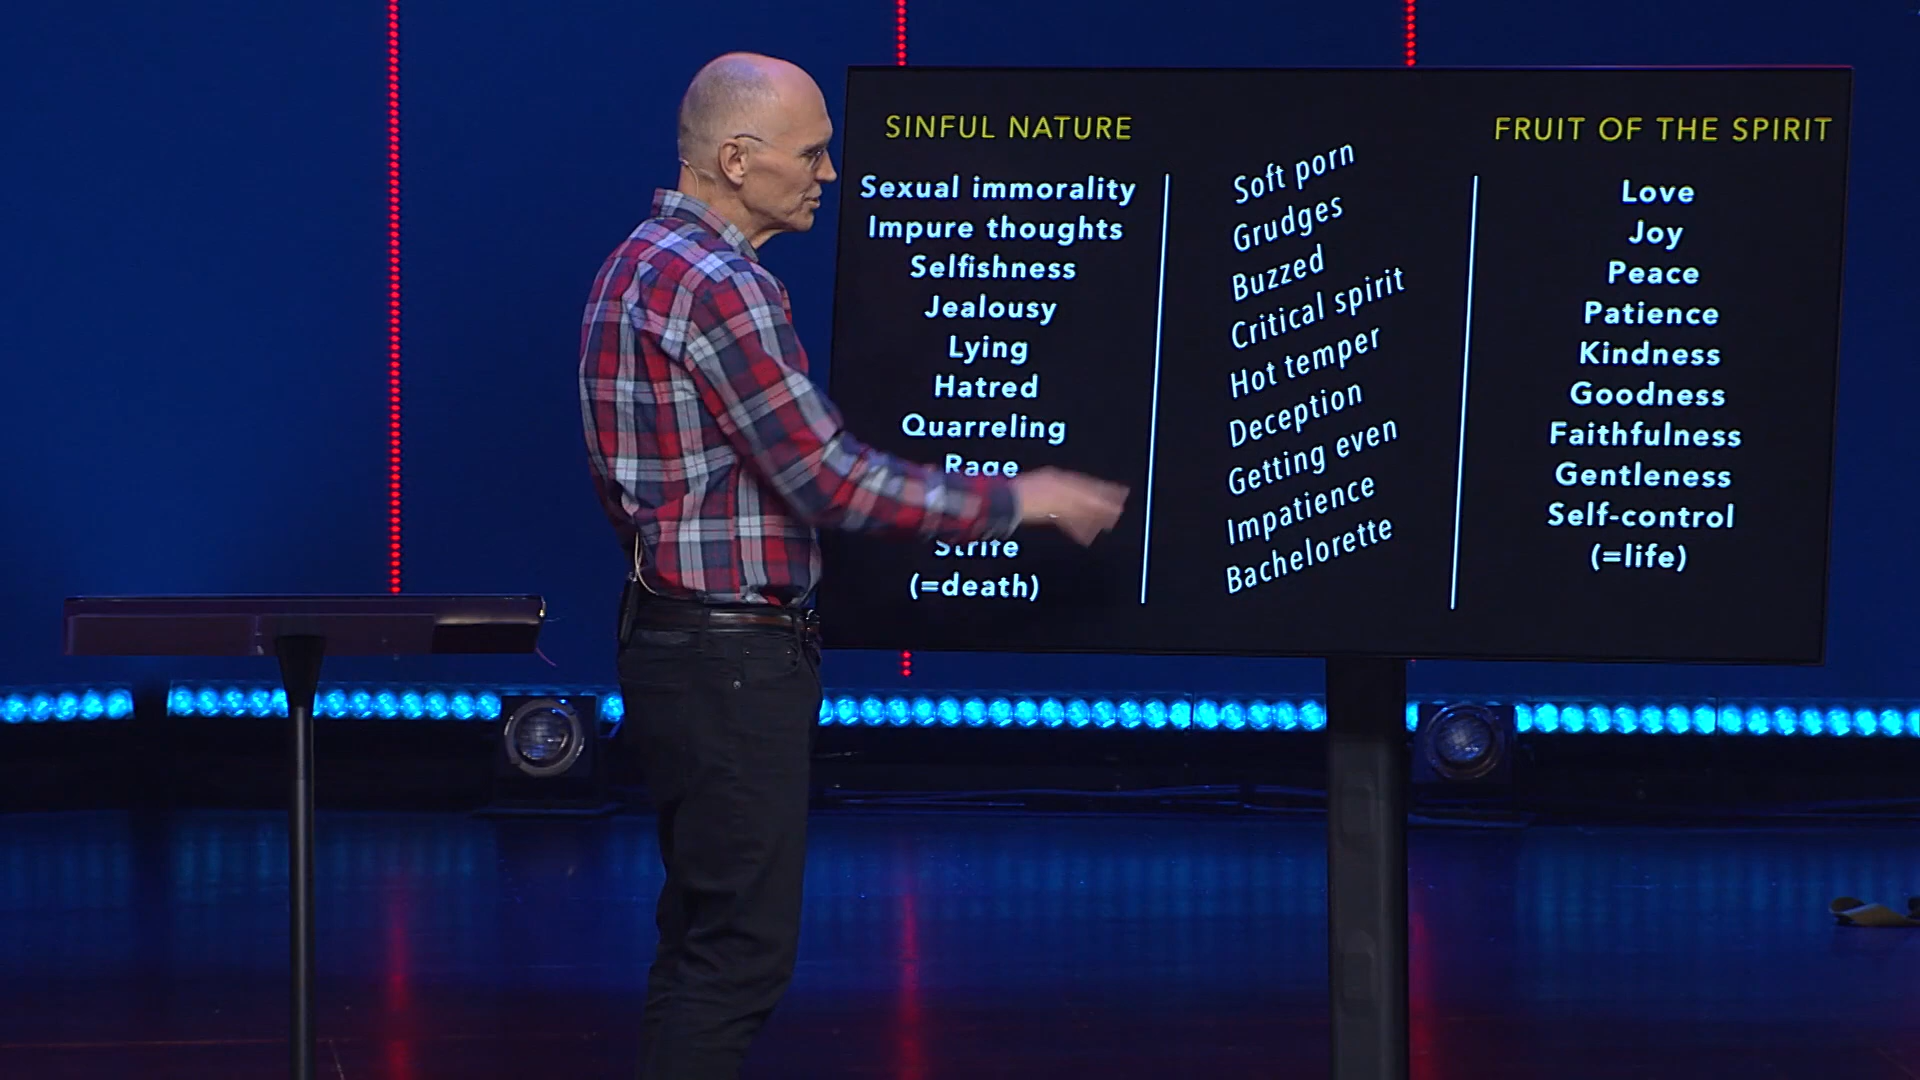 SINFUL NATURE
Sexual immorality
Impure thoughts
Selfishness
Jealousy
Lying
Hatred
Quarreling
Rage
Strife
(=death)
Soft porn
Grudges
Buzzed
Critical spirit
Hot temper
Deception
Getting even
Impatience
Bachelorette
FRUIT OF THE SPIRIT
Love
Joy
Peace
Patience
Kindness
Goodness
Faithfulness
Gentleness
Self-control
(=life)